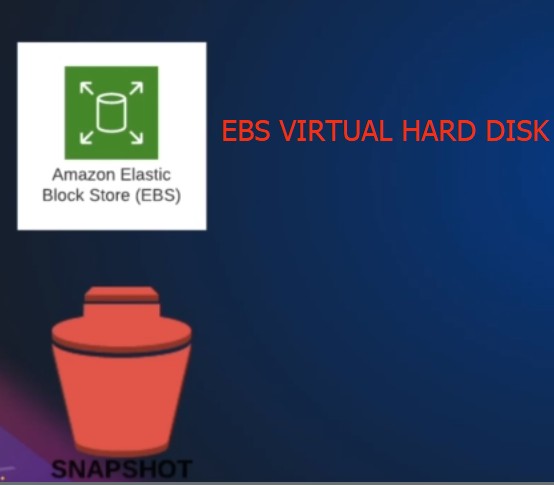 EBS VIRTUAL HARD DISK
Amazon Elastic
Block Store (EBS)
SNAPSHOT